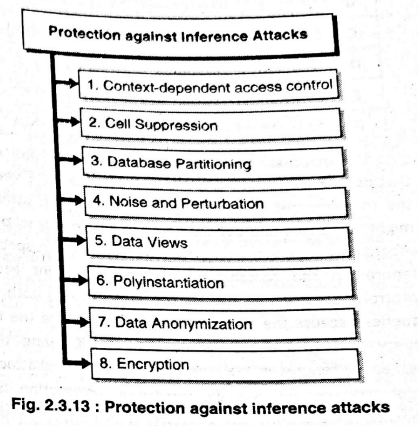 Protection against Inference Attacks
1. Context-dependent access control
2. Cell Suppression
3. Database Partitioning
4. Noise and Perturbation
5. Data Views
6. Polyinstantiation
7. Data Anonymization
8. Encryption
Fig. 2.3.13 : Protection against inference attacks